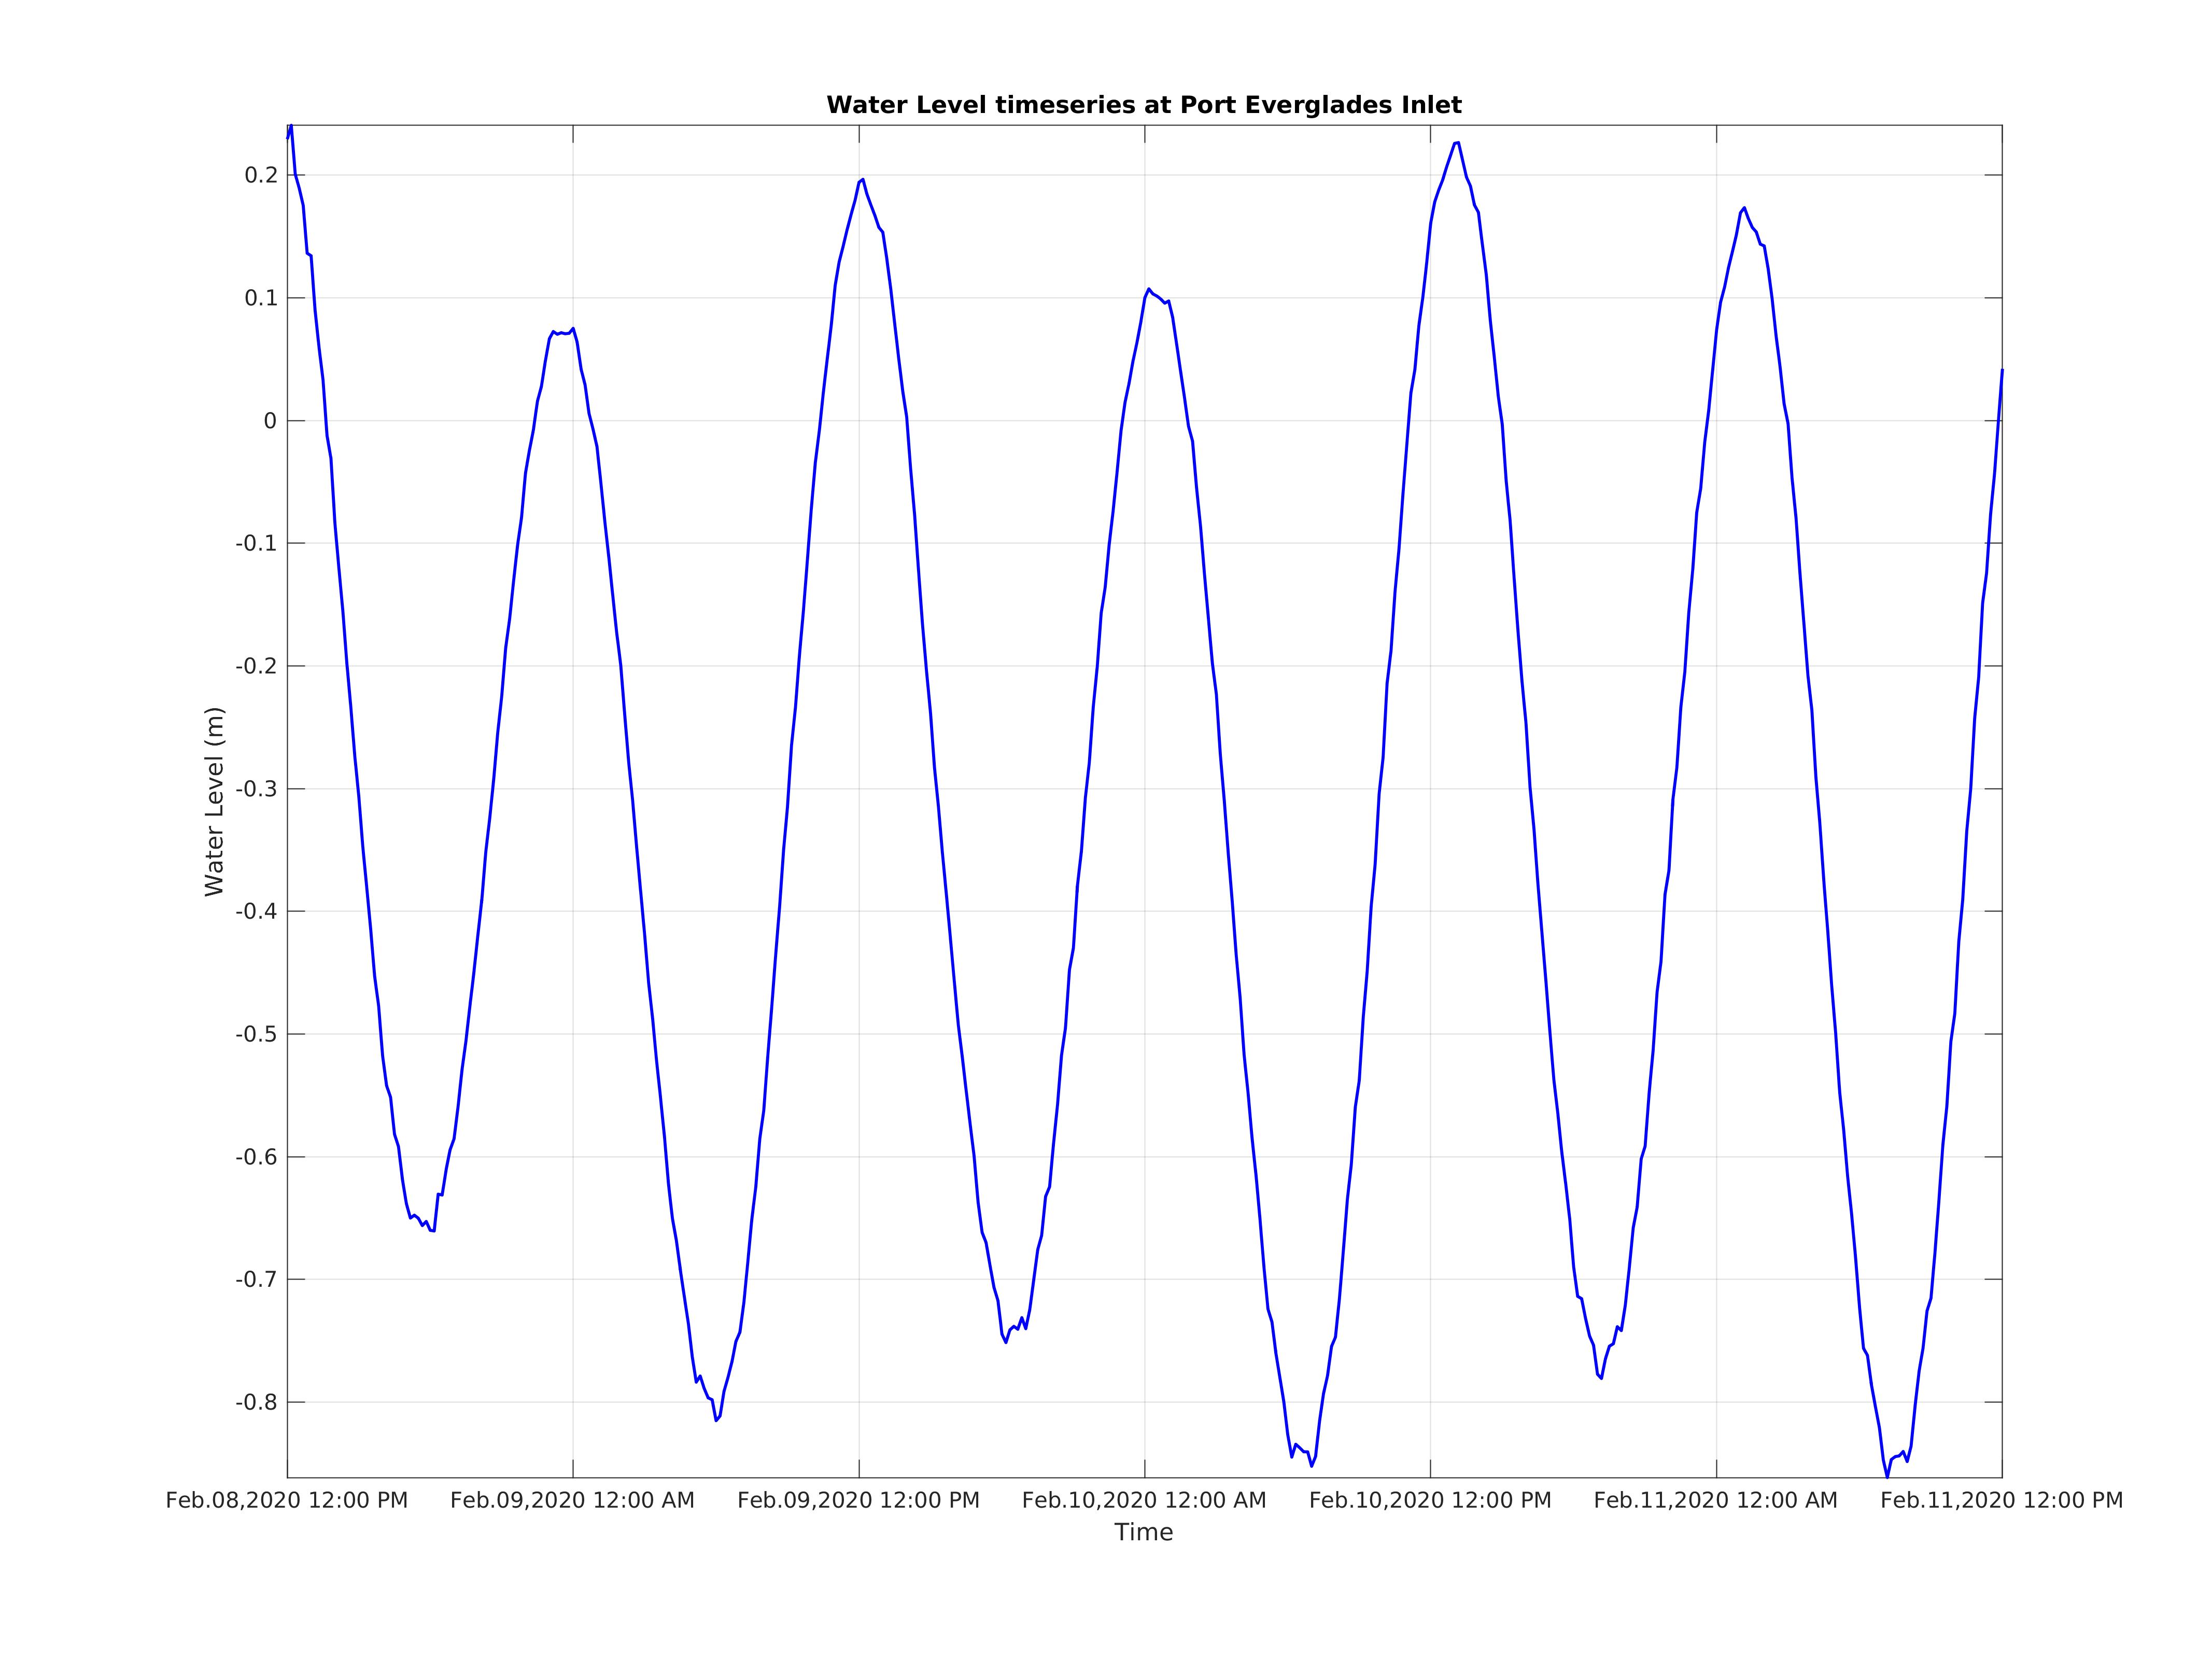 Water Level timeseries at Port Everglades Inlet
0.2
0.1
0
-0.1
-0.2
-0.3
-0.4
-0.5
-0.6
-0.7
-0.8
Water Level (m)
Feb.08,2020 12:00 PM Feb.09,2020 12:00 AM Feb.09,2020 12:00 PM Feb.10,2020 12:00 AM Feb.10,2020 12:00 PM Feb.11,2020 12:00 AM Feb.11,2020 12:00 PM
Time